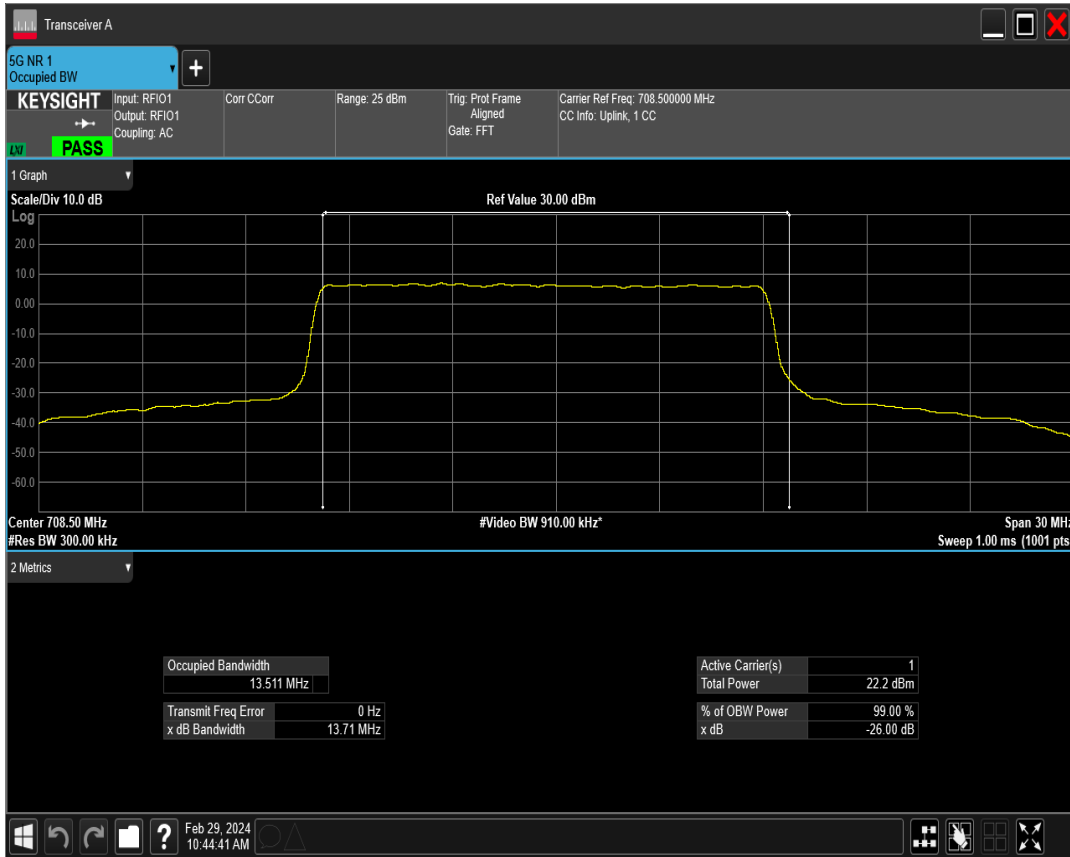 Transceiver A
5G NR 1
Occupied BW
+
KEYSIGHT
LXI
PASS
Input: RFIO1
Output: RFIO1
Coupling: AC
Corr CCorr
Range: 25 dBm
Trig: Prot Frame
Aligned
Gate: FFT
Carrier Ref Freq: 708.500000 MHz
CC Info: Uplink, 1 CC
1 Graph
Scale/Div 10.0 dB
Ref Value 30.00 dBm
Log
20.0
10.0
0.00
-10.0
-20.0
-30.0
-40.0
-50.0
-60.0
Center 708.50 MHz
#Video BW 910.00 kHz*
Span 30 MHz
#Res BW 300.00 kHz
Sweep 1.00 ms (1001 pts
2 Metrics
Occupied Bandwidth
13.511 MHz
Transmit Freq Error 0 Hz
x dB Bandwidth 13.71 MHz
Active Carrier(s) 1
Total Power 22.2 dBm
% of OBW Power 99.00 %
x dB -26.00 dB
?
Feb 29, 2024
10:44:41 AM